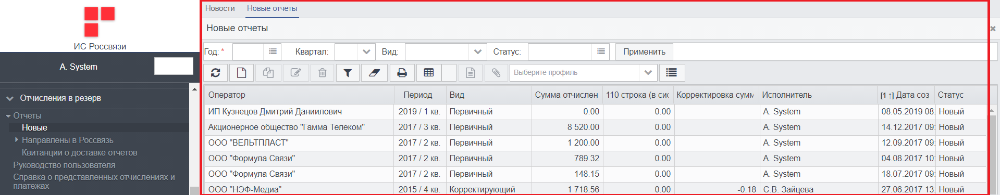 ИС Россвязи
A. System
Отчисления в резерв
Отчеты
Новые
Направлены в Россвязь
Квитанции о доставке отчетов
Руководство пользователя
Справка о представленных отчислениях и
платежах
Новости Новые отчеты
Новые отчеты
Год: * Квартал: Вид: Статус: Применить
Выберите профиль
Оператор Период Вид Сумма отчислен 110 строка (в сис Корректировка сумм Исполнитель [1 ↑] Дата соз Статус
ИП Кузнецов Дмитрий Даниилович 2019 / 1 кв. Первичный 0.00 0.00 A. System 08.05.2019 08: Новый
Акционерное общество "Гамма Телеком" 2017 / 3 кв. Первичный 8 520.00 0.00 A. System 14.12.2017 09: Новый
ООО "ВЕЛЬТПЛАСТ" 2017 / 2 кв. Первичный 1 200.00 0.00 A. System 12.09.2017 09: Новый
ООО "Формула Связи" 2017 / 2 кв. Первичный 789.32 0.00 A. System 04.08.2017 10: Новый
ООО "Формула Связи" 2017 / 2 кв. Первичный 148.15 0.00 A. System 18.07.2017 09: Новый
ООО "НЭФ-Медиа" 2015 / 4 кв. Корректирующий 1 718.56 0.00 -0.18 С.В. Зайцева 27.06.2017 13: Новый